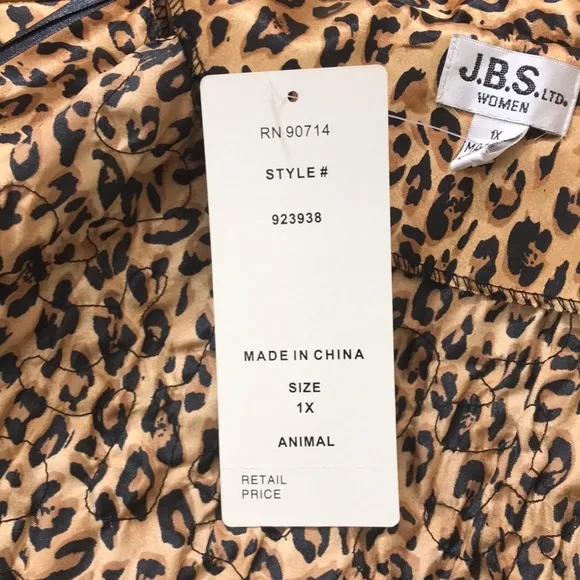 J.B.S. LTD.
WOMEN
1X
RN 90714
STYLE #
923938
MADE IN CHINA
SIZE
1X
ANIMAL
RETAIL
PRICE